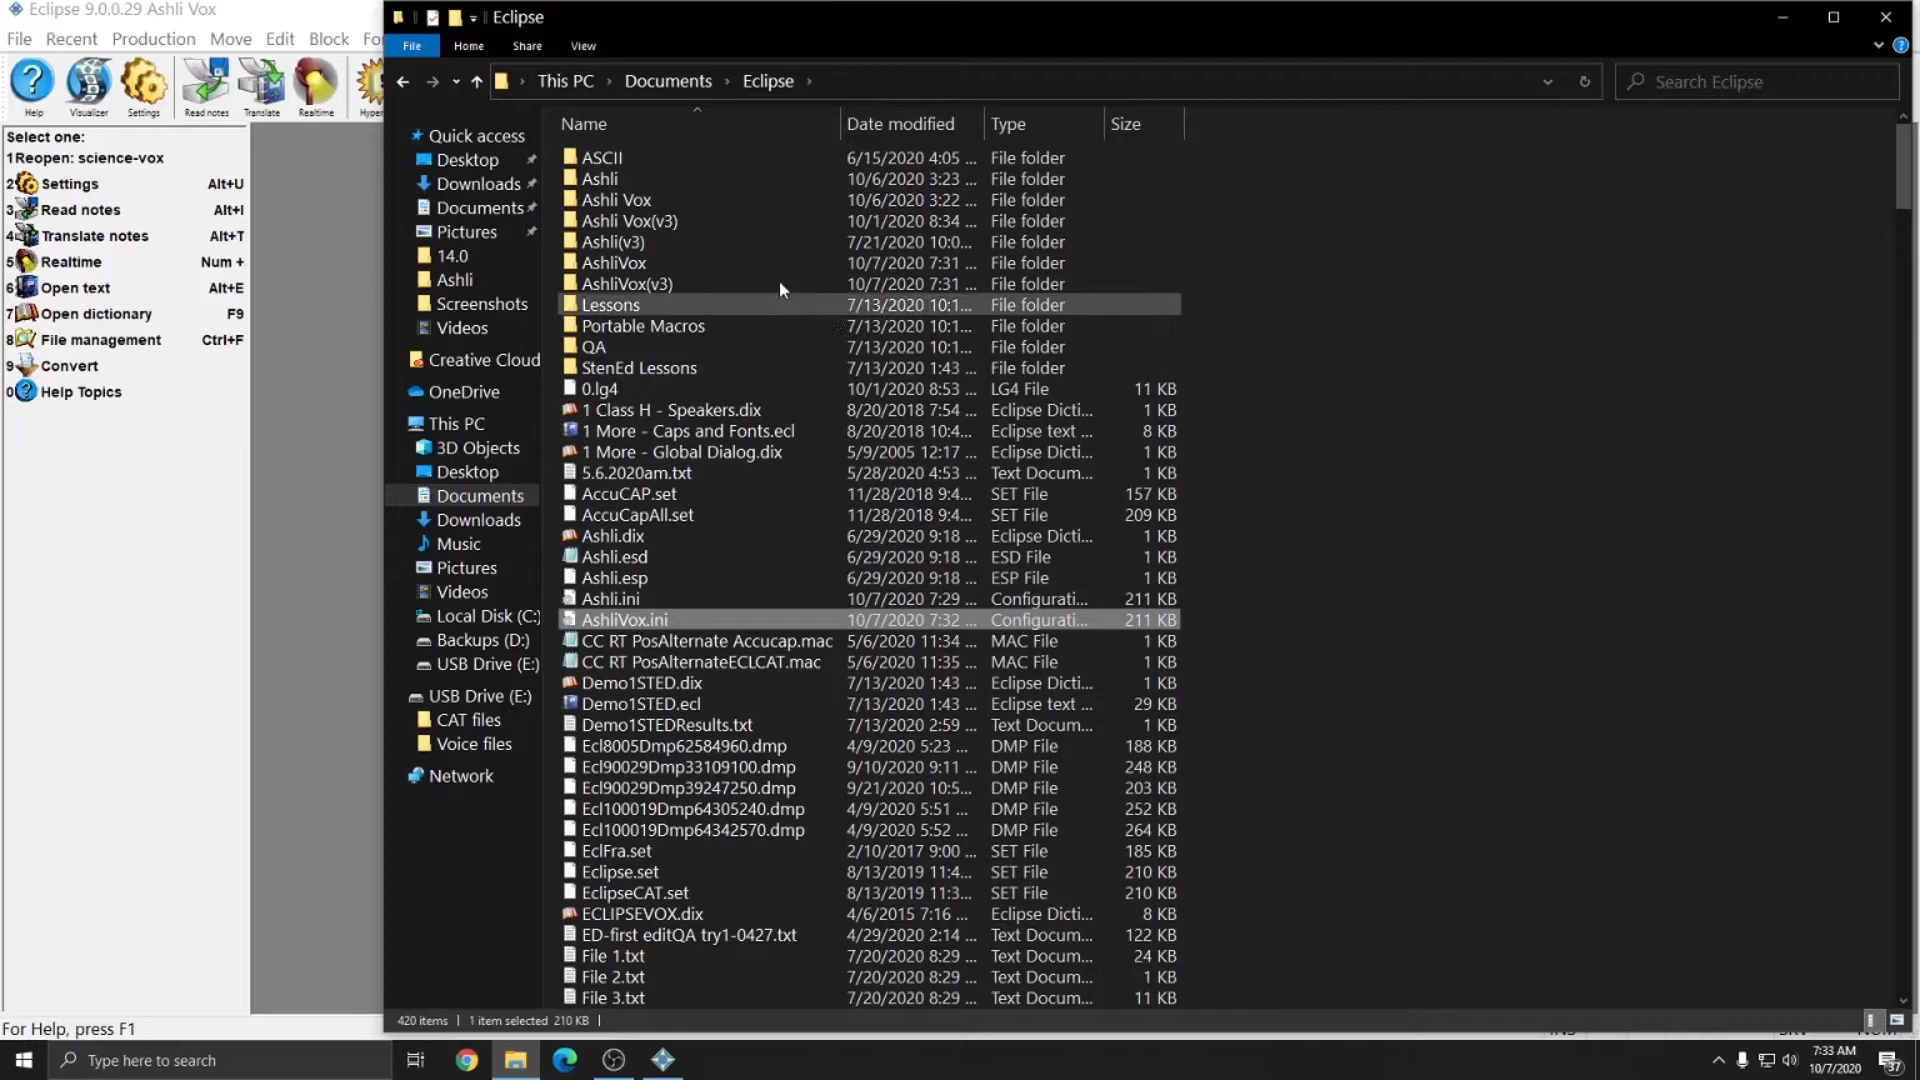 Eclipse 9.0.0.29 Ashli Vox
File Recent Production Move Edit Block
Help Visualizer Settings Read notes Translate Realtime
Select one:
1Reopen: science-vox
2 Settings Alt+U
3 Read notes Alt+I
4 Translate notes Alt+T
5 Realtime Num +
6 Open text Alt+E
7 Open dictionary F9
8 File management Ctrl+F
9 Convert
0 Help Topics
For Help, press F1
Eclipse
File Home Share View
This PC › Documents › Eclipse ›
Search Eclipse
Quick access
Desktop
Downloads
Documents
Pictures
14.0
Ashli
Screenshots
Videos
Creative Cloud
OneDrive
This PC
3D Objects
Desktop
Documents
Downloads
Music
Pictures
Videos
Local Disk (C:)
Backups (D:)
USB Drive (E:)
USB Drive (E:)
CAT files
Voice files
Network
Name Date modified Type Size
ASCII 6/15/2020 4:05 ... File folder
Ashli 10/6/2020 3:23 ... File folder
Ashli Vox 10/6/2020 3:22 ... File folder
Ashli Vox(v3) 10/1/2020 8:34 ... File folder
Ashli(v3) 7/21/2020 10:0... File folder
AshliVox 10/7/2020 7:31 ... File folder
AshliVox(v3) 10/7/2020 7:31 ... File folder
Lessons 7/13/2020 10:1... File folder
Portable Macros 7/13/2020 10:1... File folder
QA 7/13/2020 10:1... File folder
StenEd Lessons 7/13/2020 1:43 ... File folder
0.lg4 10/1/2020 8:53 ... LG4 File 11 KB
1 Class H - Speakers.dix 8/20/2018 7:54 ... Eclipse Dicti... 1 KB
1 More - Caps and Fonts.ecl 8/20/2018 10:4... Eclipse text ... 8 KB
1 More - Global Dialog.dix 5/9/2005 12:17 ... Eclipse Dicti... 1 KB
5.6.2020am.txt 5/28/2020 4:53 ... Text Docum... 1 KB
AccuCAP.set 11/28/2018 9:4... SET File 157 KB
AccuCapAll.set 11/28/2018 9:4... SET File 209 KB
Ashli.dix 6/29/2020 9:18 ... Eclipse Dicti... 1 KB
Ashli.esd 6/29/2020 9:18 ... ESD File 1 KB
Ashli.esp 6/29/2020 9:18 ... ESP File 1 KB
Ashli.ini 10/7/2020 7:29 ... Configurati... 211 KB
AshliVox.ini 10/7/2020 7:32 ... Configurati... 211 KB
CC RT PosAlternate Accucap.mac 5/6/2020 11:34 ... MAC File 1 KB
CC RT PosAlternateECLCAT.mac 5/6/2020 11:35 ... MAC File 1 KB
Demo1STED.dix 7/13/2020 1:43 ... Eclipse Dicti... 1 KB
Demo1STED.ecl 7/13/2020 1:43 ... Eclipse text ... 29 KB
Demo1STEDResults.txt 7/13/2020 2:59 ... Text Docum... 1 KB
Ecl8005Dmp62584960.dmp 4/9/2020 5:23 ... DMP File 188 KB
Ecl90029Dmp33109100.dmp 9/10/2020 9:11 ... DMP File 248 KB
Ecl90029Dmp39247250.dmp 9/21/2020 10:5... DMP File 203 KB
Ecl100019Dmp64305240.dmp 4/9/2020 5:51 ... DMP File 252 KB
Ecl100019Dmp64342570.dmp 4/9/2020 5:52 ... DMP File 264 KB
EclFra.set 2/10/2017 9:00 ... SET File 185 KB
Eclipse.set 8/13/2019 11:4... SET File 210 KB
EclipseCAT.set 8/13/2019 11:3... SET File 210 KB
ECLIPSEVOX.dix 4/6/2015 7:16 ... Eclipse Dicti... 8 KB
ED-first editQA try1-0427.txt 4/29/2020 2:14 ... Text Docum... 122 KB
File 1.txt 7/20/2020 8:29 ... Text Docum... 24 KB
File 2.txt 7/20/2020 8:29 ... Text Docum... 1 KB
File 3.txt 7/20/2020 8:29 ... Text Docum... 11 KB
420 items 1 item selected 210 KB
Type here to search
7:33 AM
10/7/2020
37